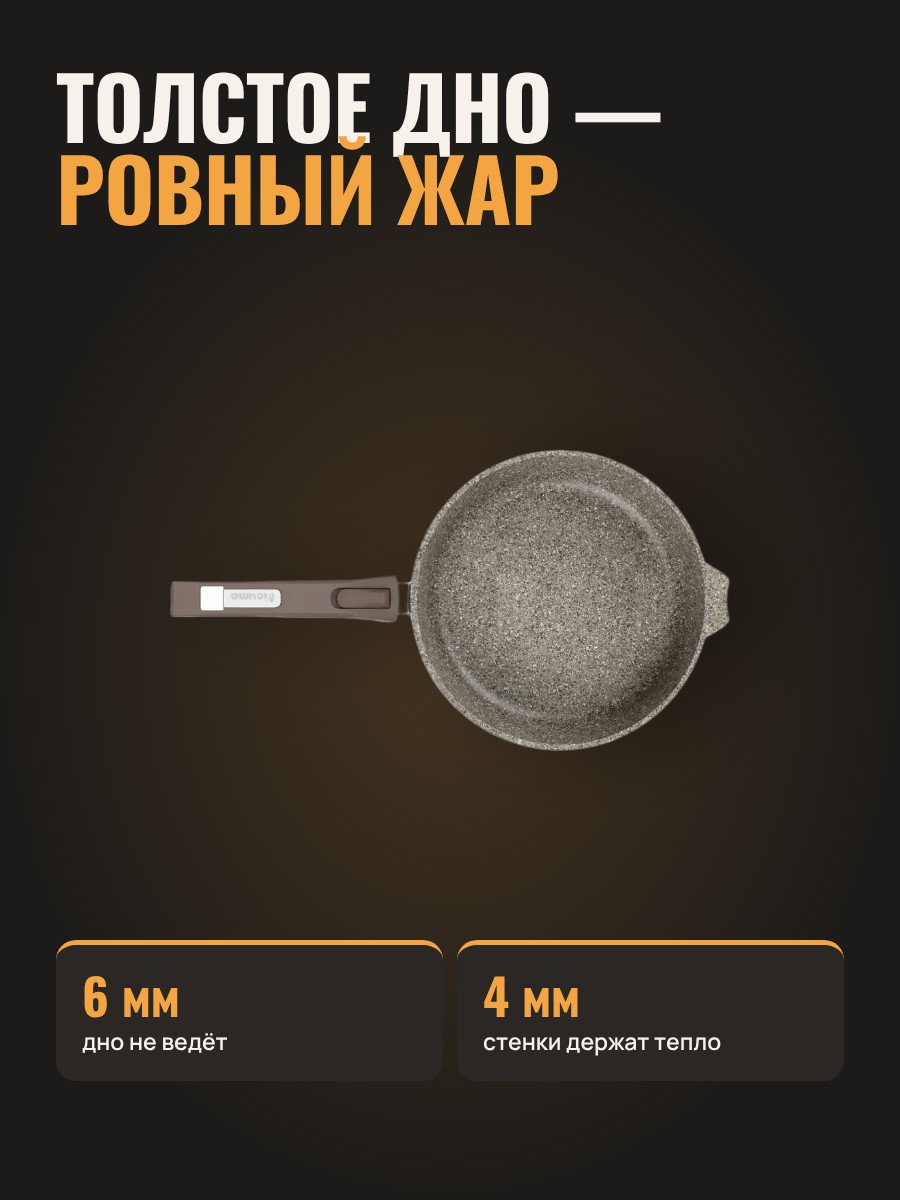 ТОЛСТОЕ ДНО —
РОВНЫЙ ЖАР
6 мм
дно не ведёт
4 мм
стенки держат тепло